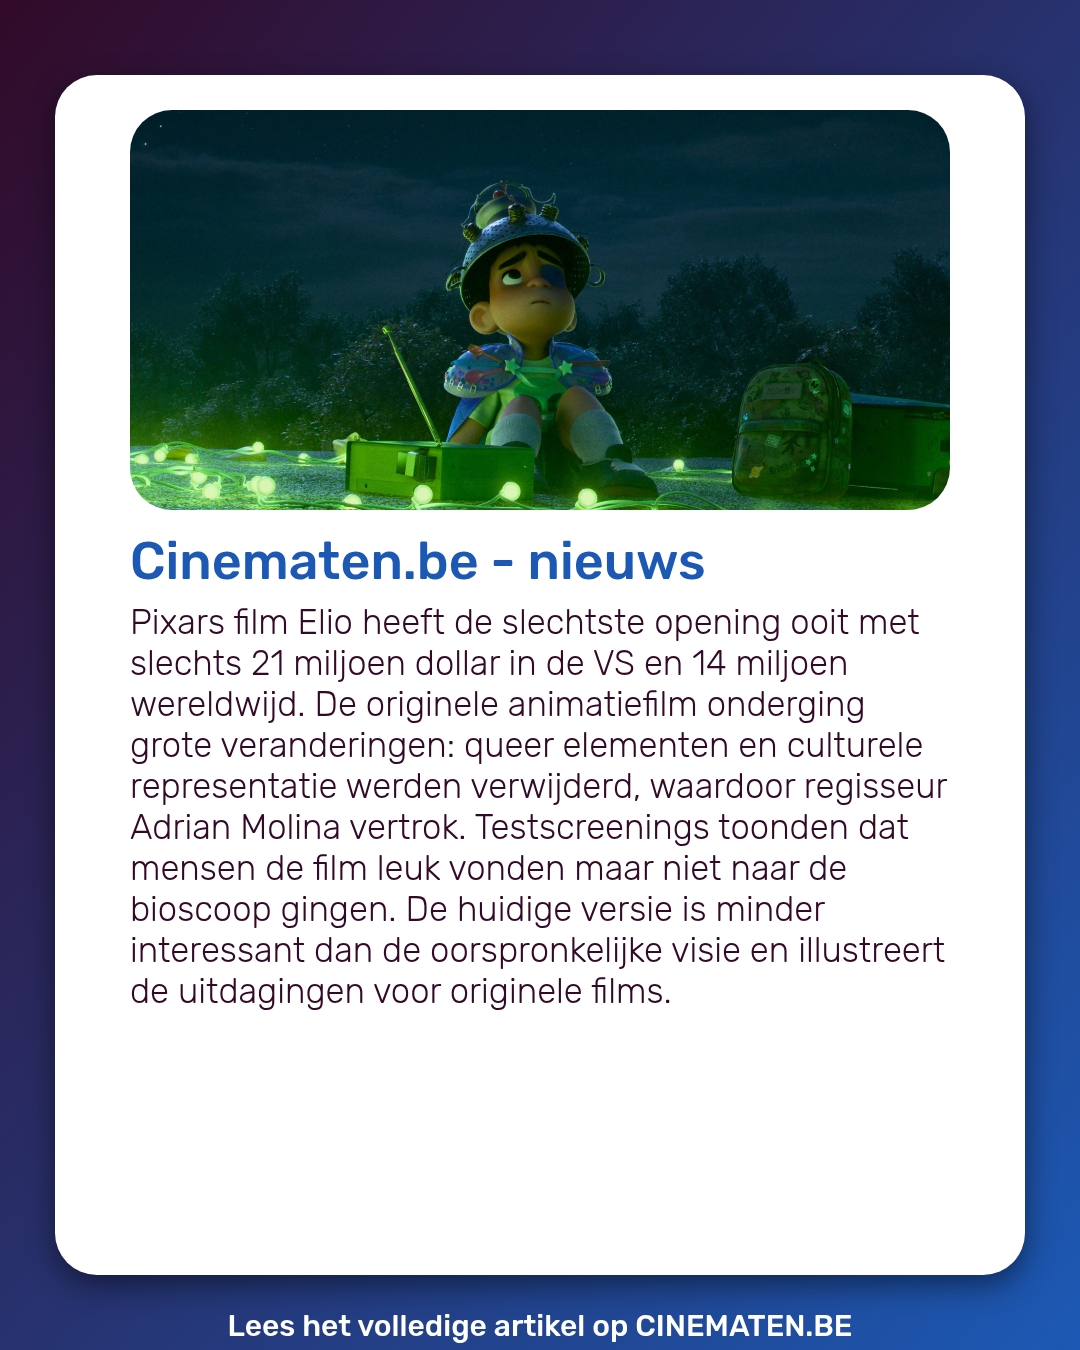 Cinematen.be - nieuws
Pixars film Elio heeft de slechtste opening ooit met
slechts 21 miljoen dollar in de VS en 14 miljoen
wereldwijd. De originele animatiefilm onderging
grote veranderingen: queer elementen en culturele
representatie werden verwijderd, waardoor regisseur
Adrian Molina vertrok. Testscreenings toonden dat
mensen de film leuk vonden maar niet naar de
bioscoop gingen. De huidige versie is minder
interessant dan de oorspronkelijke visie en illustreert
de uitdagingen voor originele films.
Lees het volledige artikel op CINEMATEN.BE